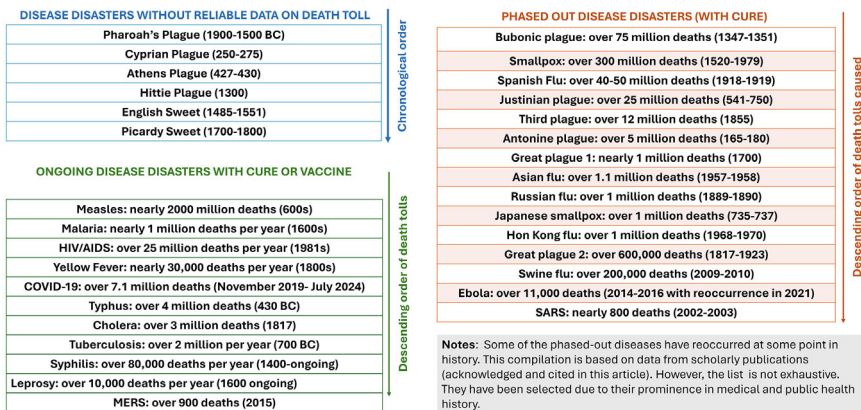 DISEASE DISASTERS WITHOUT RELIABLE DATA ON DEATH TOLL
Pharoah's Plague (1900-1500 BC)
Cyprian Plague (250-275)
Athens Plague (427-430)
Hittie Plague (1300)
English Sweet (1485-1551)
Picardy Sweet (1700-1800)
Chronological order
ONGOING DISEASE DISASTERS WITH CURE OR VACCINE
Measles: nearly 2000 million deaths (600s)
Malaria: nearly 1 million deaths per year (1600s)
HIV/AIDS: over 25 million deaths per year (1981s)
Yellow Fever: nearly 30,000 deaths per year (1800s)
COVID-19: over 7.1 million deaths (November 2019- July 2024)
Typhus: over 4 million deaths (430 BC)
Cholera: over 3 million deaths (1817)
Tuberculosis: over 2 million per year (700 BC)
Syphilis: over 80,000 deaths per year (1400-ongoing)
Leprosy: over 10,000 deaths per year (1600 ongoing)
MERS: over 900 deaths (2015)
Descending order of death tolls
PHASED OUT DISEASE DISASTERS (WITH CURE)
Bubonic plague: over 75 million deaths (1347-1351)
Smallpox: over 300 million deaths (1520-1979)
Spanish Flu: over 40-50 million deaths (1918-1919)
Justinian plague: over 25 million deaths (541-750)
Third plague: over 12 million deaths (1855)
Antonine plague: over 5 million deaths (165-180)
Great plague 1: nearly 1 million deaths (1700)
Asian flu: over 1.1 million deaths (1957-1958)
Russian flu: over 1 million deaths (1889-1890)
Japanese smallpox: over 1 million deaths (735-737)
Hon Kong flu: over 1 million deaths (1968-1970)
Great plague 2: over 600,000 deaths (1817-1923)
Swine flu: over 200,000 deaths (2009-2010)
Ebola: over 11,000 deaths (2014-2016 with reoccurrence in 2021)
SARS: nearly 800 deaths (2002-2003)
Descending order of death tolls caused
Notes: Some of the phased-out diseases have reoccurred at some point in
history. This compilation is based on data from scholarly publications
(acknowledged and cited in this article). However, the list is not exhaustive.
They have been selected due to their prominence in medical and public health
history.